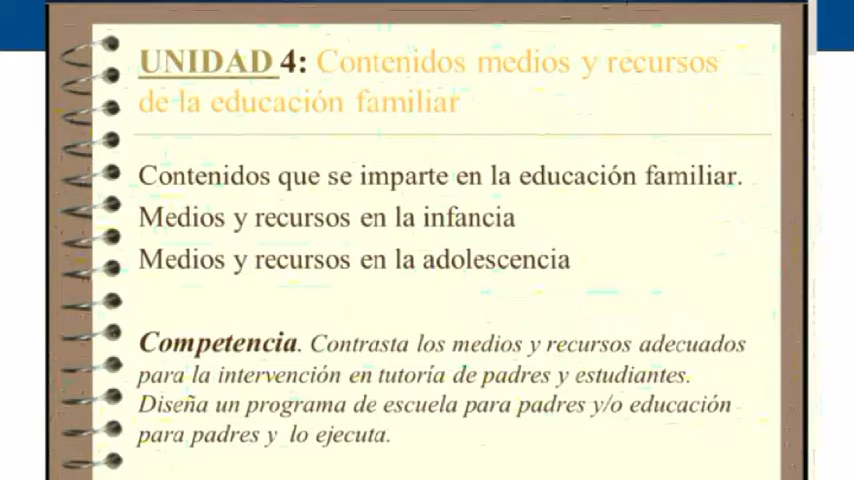 UNIDAD 4: Contenidos medios y recursos
de la educación familiar
Contenidos que se imparte en la educación familiar.
Medios y recursos en la infancia
Medios y recursos en la adolescencia
Competencia. Contrasta los medios y recursos adecuados
para la intervención en tutoría de padres y estudiantes.
Diseña un programa de escuela para padres y/o educación
para padres y lo ejecuta.